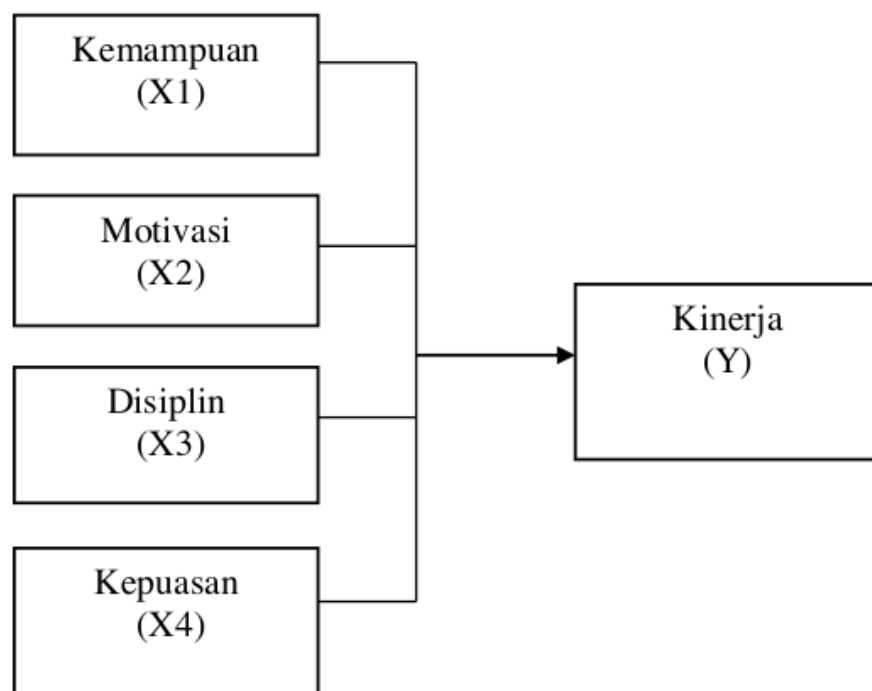 Kemampuan
(X1)
Motivasi
(X2)
Disiplin
(X3)
Kepuasan
(X4)
Kinerja
(Y)